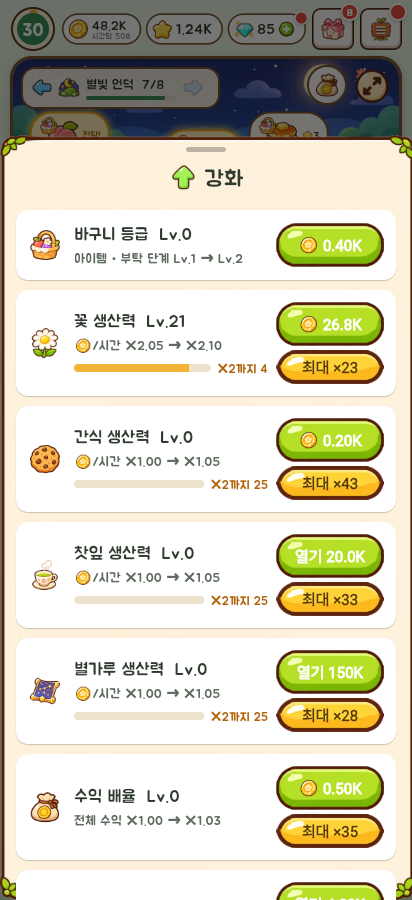 30
48.2K
시간당 508
1.24K
85
8
별빛 언덕 7/8
강화
바구니 등급 Lv.0
아이템 · 부탁 단계 Lv.1 → Lv.2
0.40K
꽃 생산력 Lv.21
/시간 ×2.05 → ×2.10
×2까지 4
26.8K
최대 ×23
간식 생산력 Lv.0
/시간 ×1.00 → ×1.05
×2까지 25
0.20K
최대 ×43
찻잎 생산력 Lv.0
/시간 ×1.00 → ×1.05
×2까지 25
열기 20.0K
최대 ×33
별가루 생산력 Lv.0
/시간 ×1.00 → ×1.05
×2까지 25
열기 150K
최대 ×28
수익 배율 Lv.0
전체 수익 ×1.00 → ×1.03
0.50K
최대 ×35